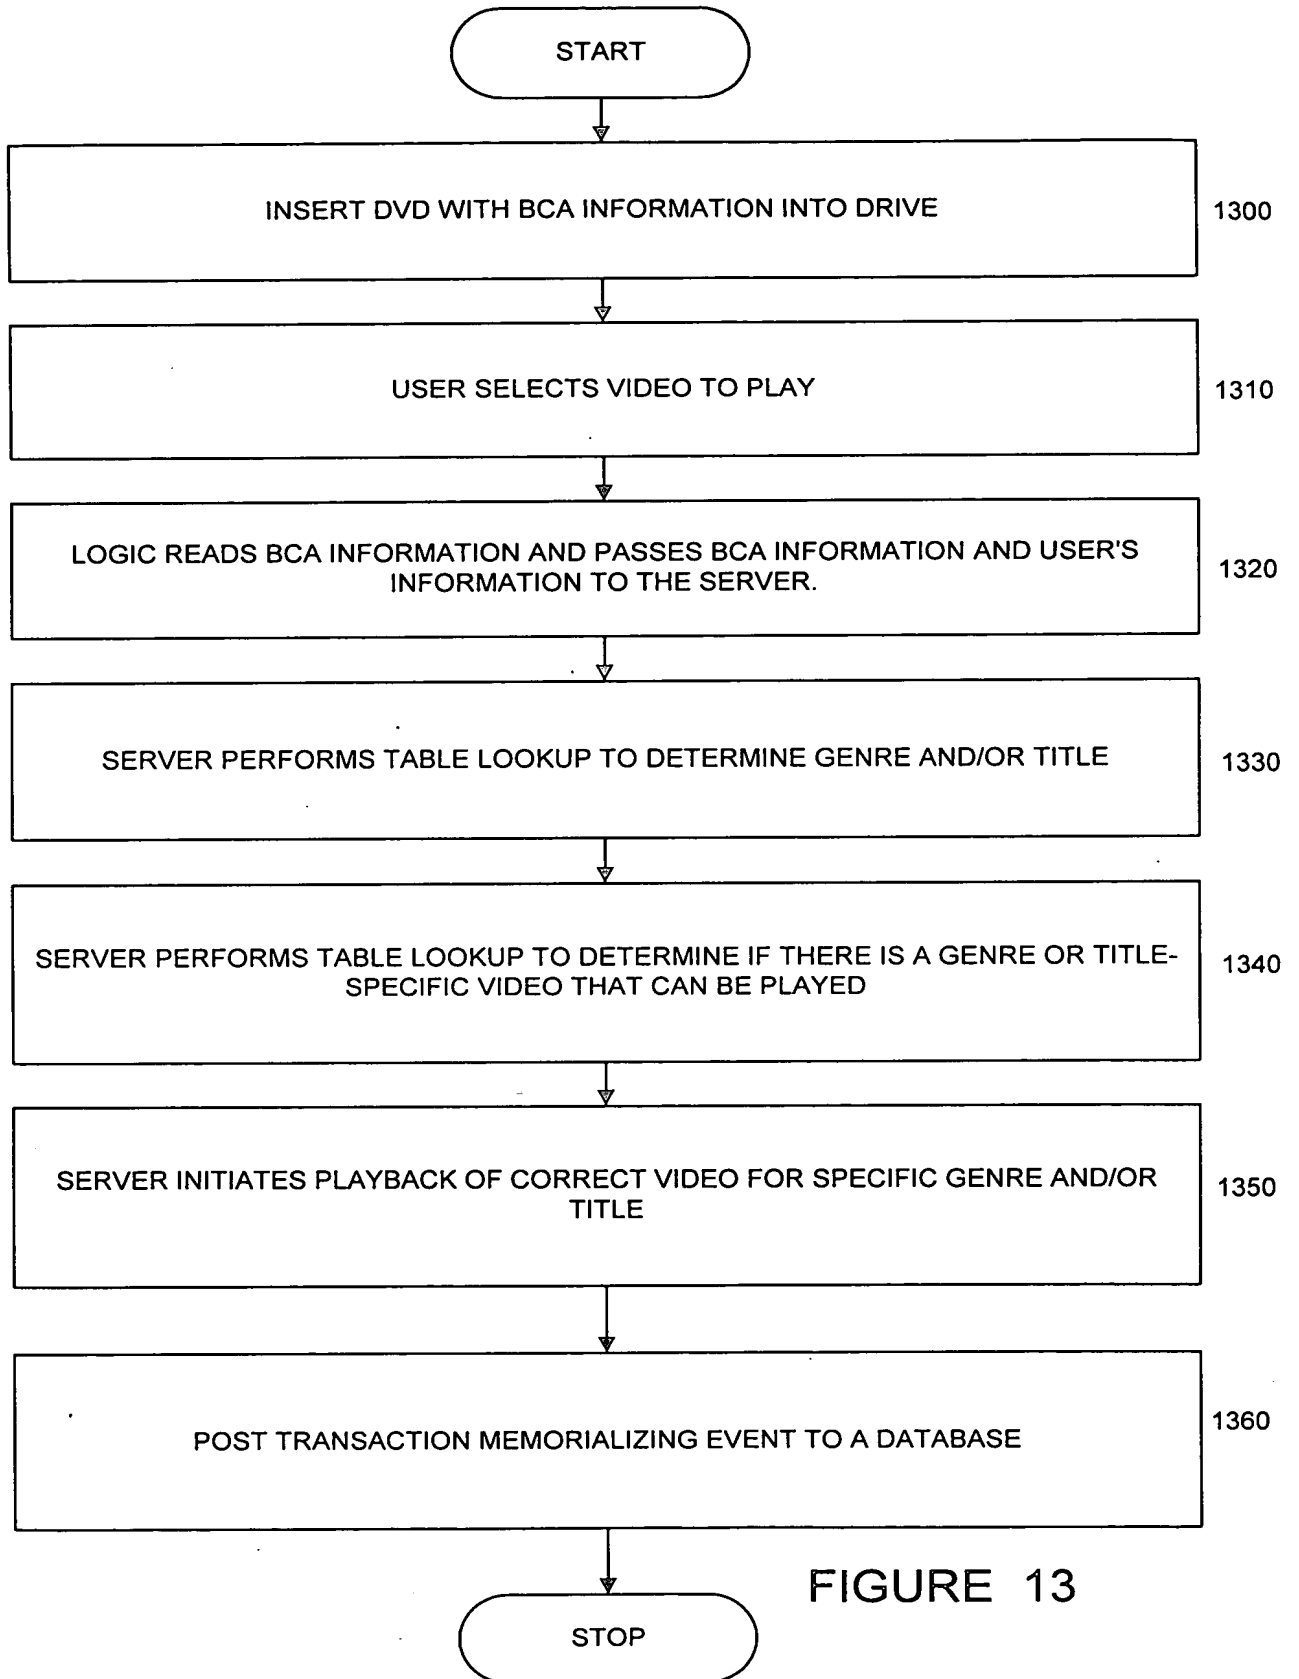 START
INSERT DVD WITH BCA INFORMATION INTO DRIVE
1300
USER SELECTS VIDEO TO PLAY
1310
LOGIC READS BCA INFORMATION AND PASSES BCA INFORMATION AND USER'S
INFORMATION TO THE SERVER.
1320
SERVER PERFORMS TABLE LOOKUP TO DETERMINE GENRE AND/OR TITLE
1330
SERVER PERFORMS TABLE LOOKUP TO DETERMINE IF THERE IS A GENRE OR TITLE-
SPECIFIC VIDEO THAT CAN BE PLAYED
1340
SERVER INITIATES PLAYBACK OF CORRECT VIDEO FOR SPECIFIC GENRE AND/OR
TITLE
1350
POST TRANSACTION MEMORIALIZING EVENT TO A DATABASE
1360
FIGURE 13
STOP